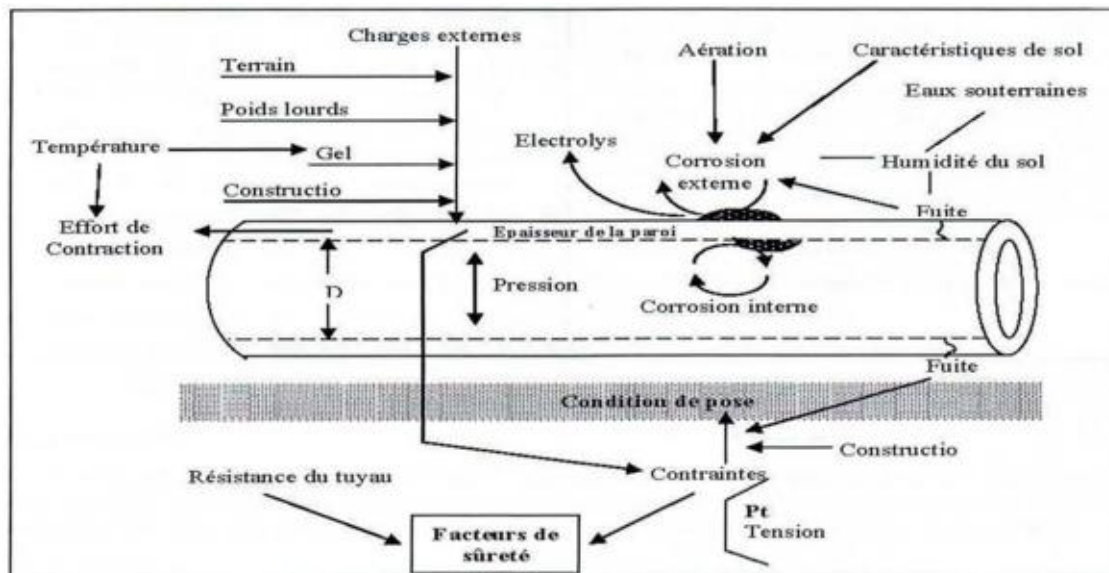 Charges externes
Aération
Caractéristiques de sol
Terrain
Eaux souterraines
Poids lourds
Température
Gel
Electrolys
Corrosion
externe
Humidité du sol
Constructio
Effort de
Contraction
Fuite
Epaisseur de la paroi
D
Pression
Corrosion interne
Fuite
Condition de pose
Constructio
Résistance du tuyau
Contraintes
Pt
Tension
Facteurs de
sûreté